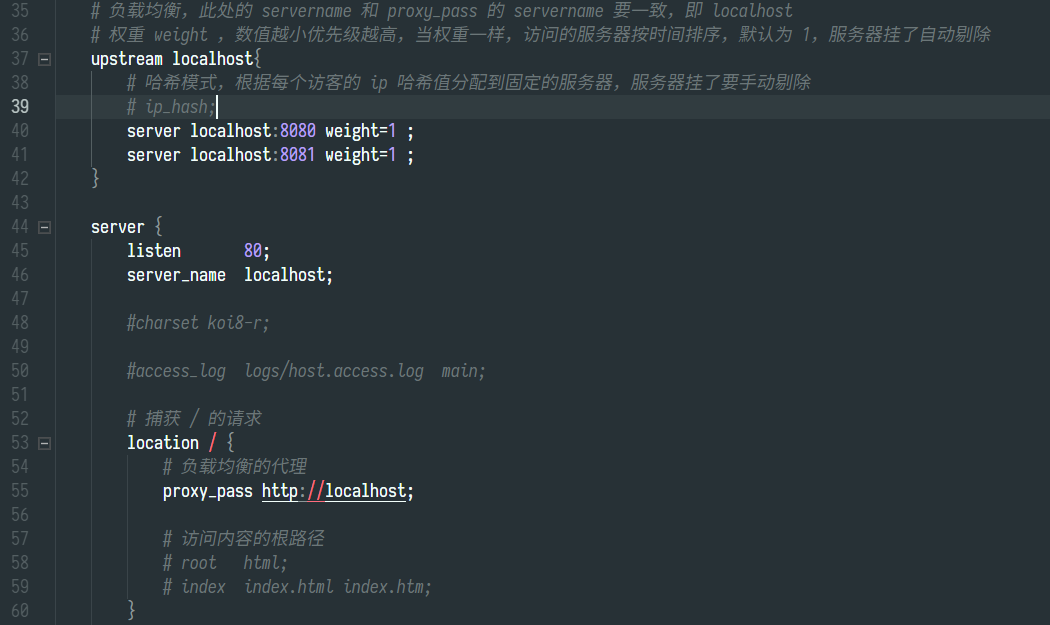 35 # 负载均衡，此处的 servername 和 proxy_pass 的 servername 要一致，即 localhost
36 # 权重 weight ，数值越小优先级越高，当权重一样，访问的服务器按时间排序，默认为 1，服务器挂了自动剔除
37 upstream localhost{
38 # 哈希模式，根据每个访客的 ip 哈希值分配到固定的服务器，服务器挂了要手动剔除
39 # ip_hash;
40 server localhost:8080 weight=1 ;
41 server localhost:8081 weight=1 ;
42 }
43
44 server {
45 listen       80;
46 server_name  localhost;
47
48 #charset koi8-r;
49
50 #access_log  logs/host.access.log  main;
51
52 # 捕获 / 的请求
53 location / {
54 # 负载均衡的代理
55 proxy_pass http://localhost;
56
57 # 访问内容的根路径
58 # root   html;
59 # index  index.html index.htm;
60 }